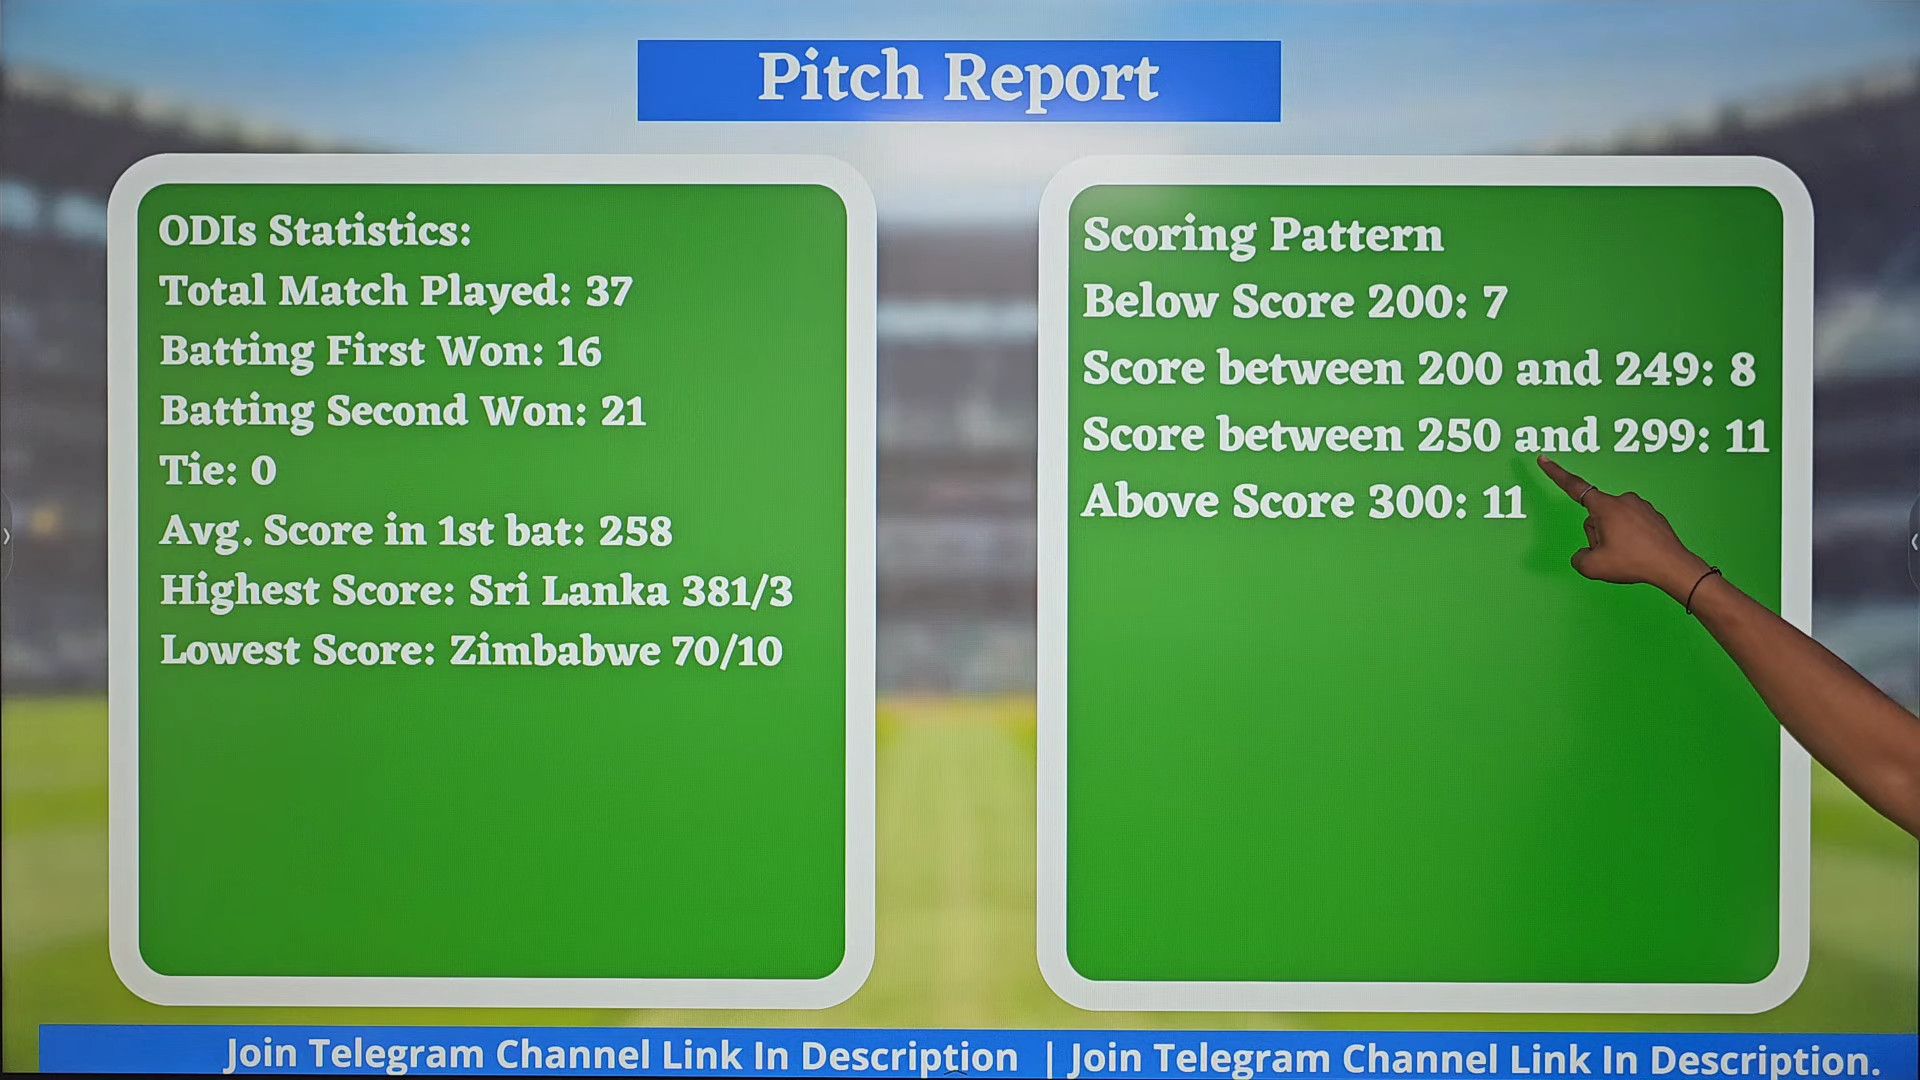 Pitch Report
ODIs Statistics:
Total Match Played: 37
Batting First Won: 16
Batting Second Won: 21
Tie: 0
Avg. Score in 1st bat: 258
Highest Score: Sri Lanka 381/3
Lowest Score: Zimbabwe 70/10
Scoring Pattern
Below Score 200: 7
Score between 200 and 249: 8
Score between 250 and 299: 11
Above Score 300: 11
Join Telegram Channel Link In Description | Join Telegram Channel Link In Description.